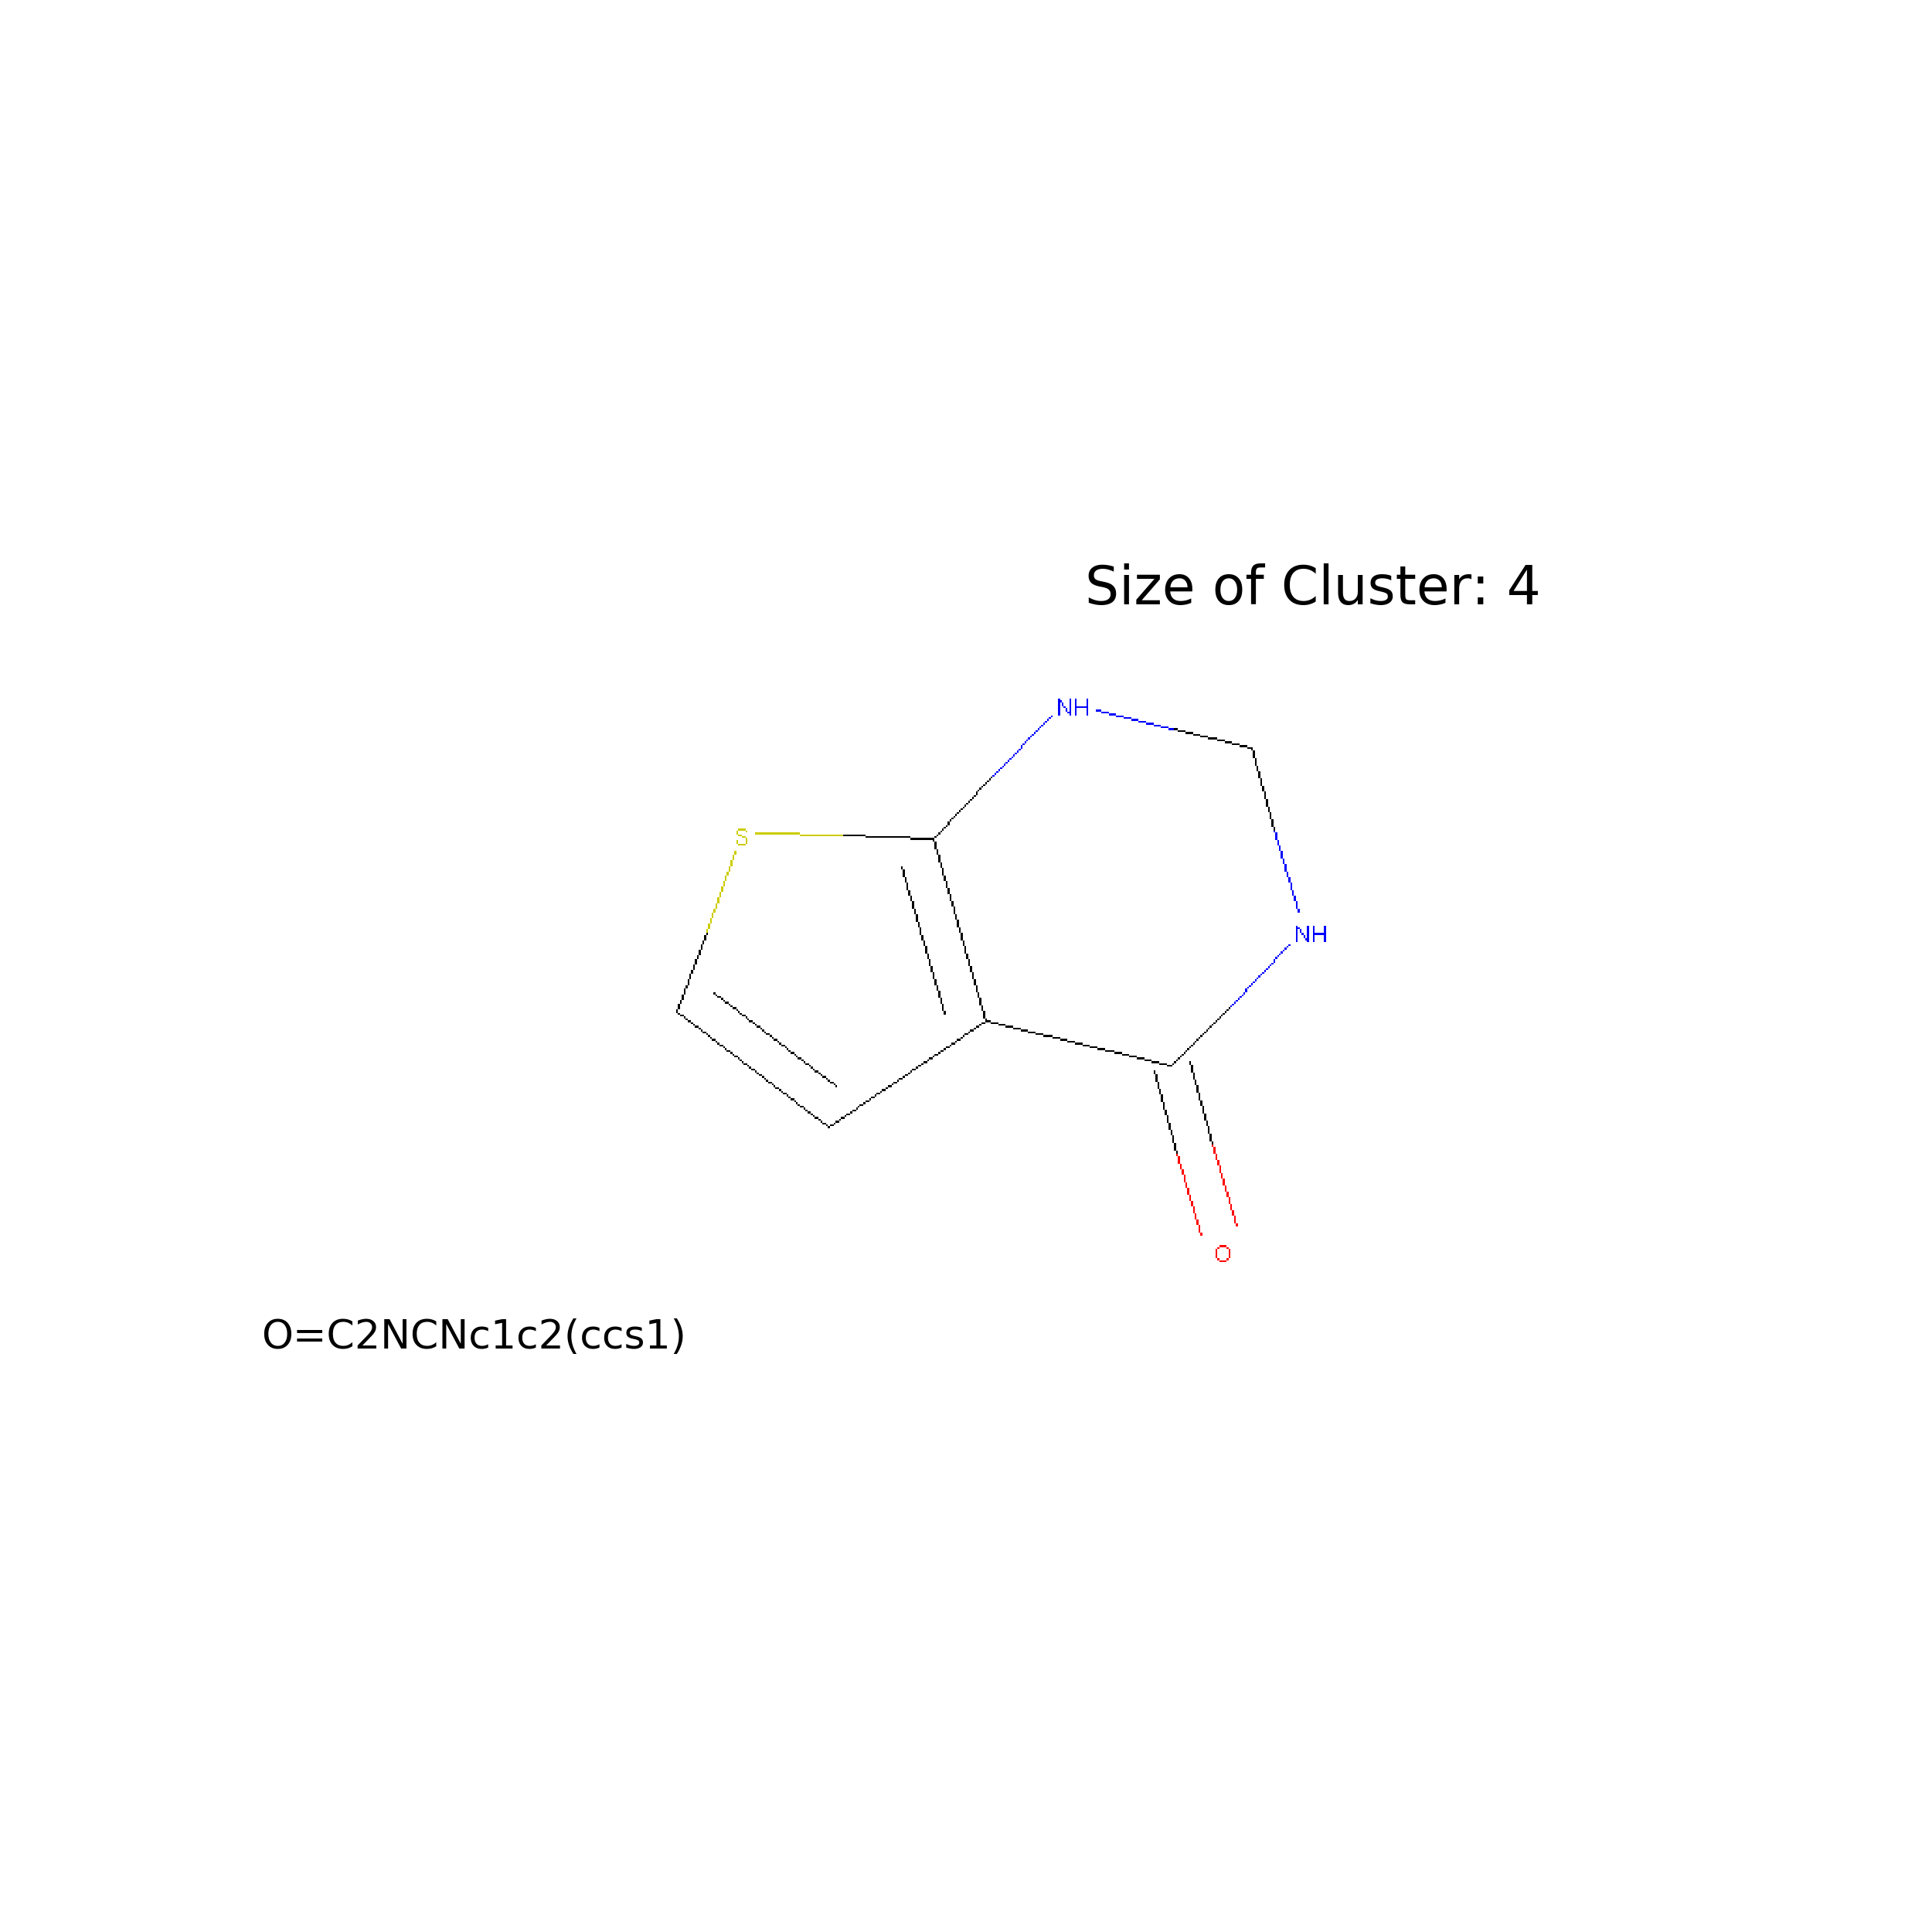 Size of Cluster: 4
NH
S
NH
O
O=C2NCNc1c2(ccs1)